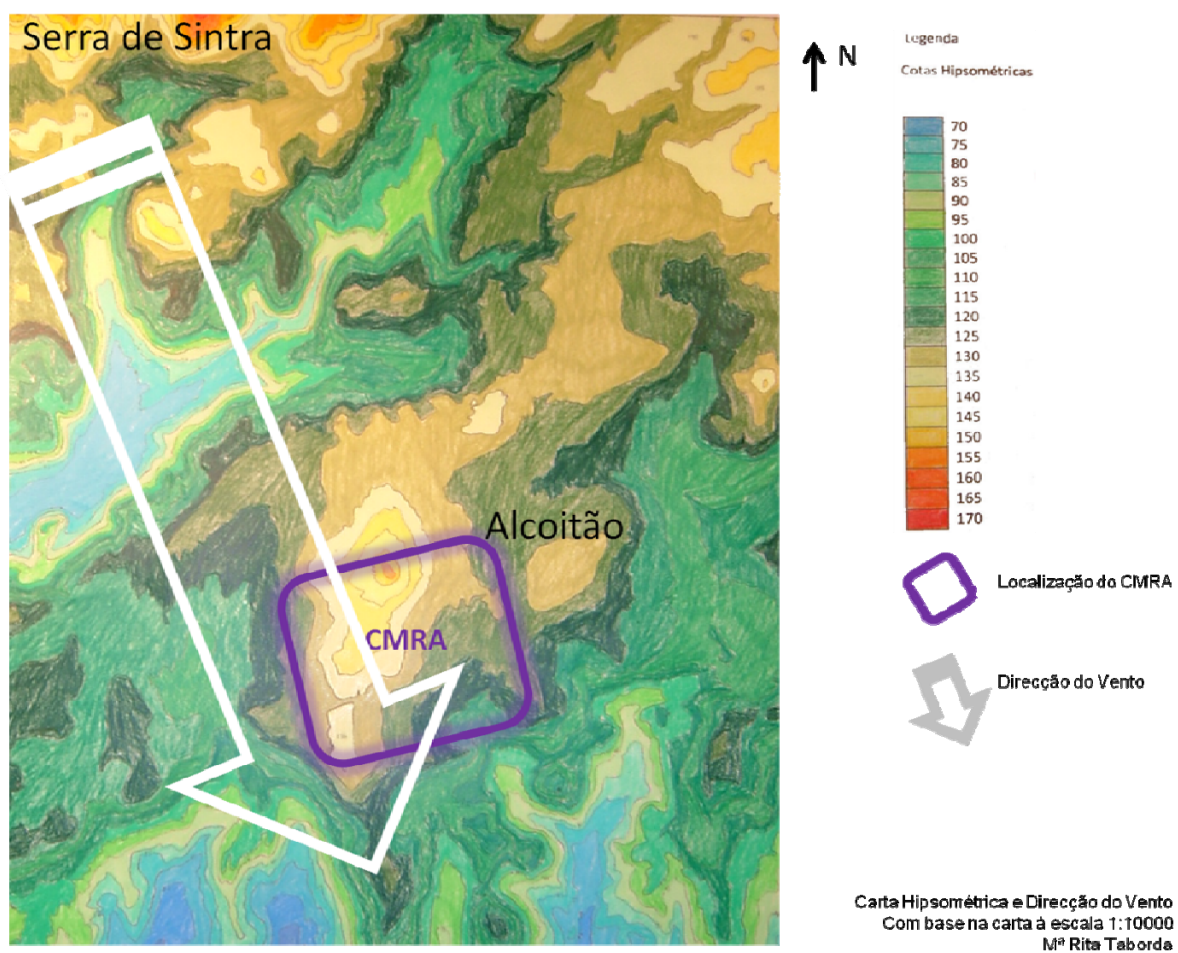 Serra de Sintra
N
Legenda
Cotas Hipsométricas
70
75
80
85
90
95
100
105
110
115
120
125
130
135
140
145
150
155
160
165
170
Alcoitão
CMRA
Localização do CMRA
Direcção do Vento
Carta Hipsométrica e Direcção do Vento
Com base na carta à escala 1:10000
Mª Rita Taborda